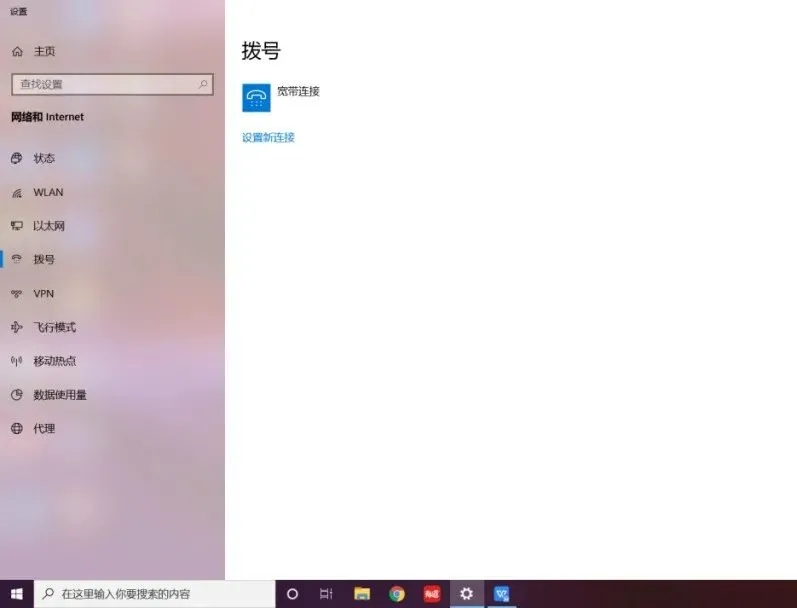 设置
主页
查找设置
网络和 Internet
状态
WLAN
以太网
拨号
VPN
飞行模式
移动热点
数据使用量
代理
拨号
宽带连接
设置新连接
在这里输入你要搜索的内容